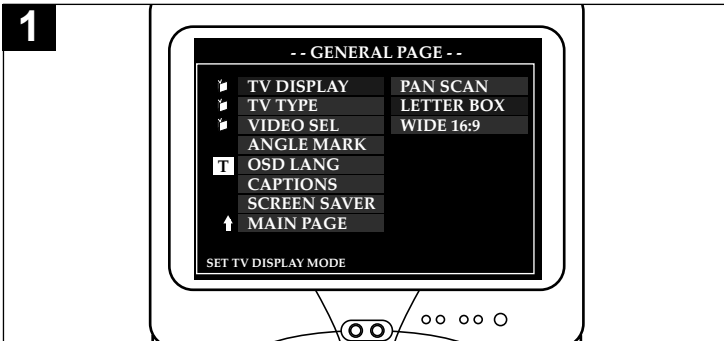 1
- - GENERAL PAGE - -
TV DISPLAY PAN SCAN
TV TYPE LETTER BOX
VIDEO SEL WIDE 16:9
ANGLE MARK
T OSD LANG
CAPTIONS
SCREEN SAVER
MAIN PAGE
SET TV DISPLAY MODE